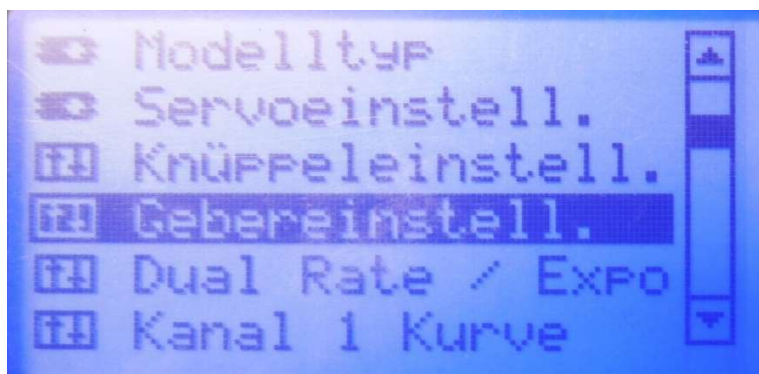 Modelltyp
Servoeinstell.
Knüppeleinstell.
Gebereinstell.
Dual Rate / Expo
Kanal 1 Kurve